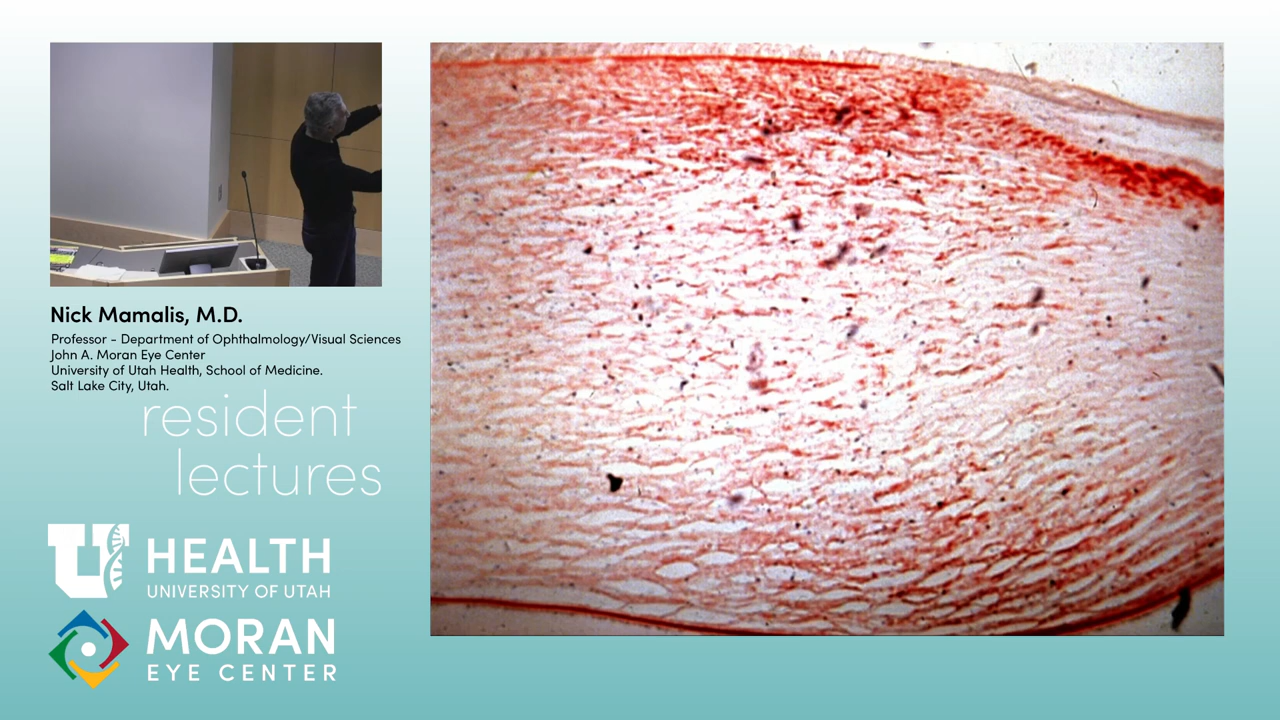 Nick Mamalis, M.D.
Professor - Department of Ophthalmology/Visual Sciences
John A. Moran Eye Center
University of Utah Health, School of Medicine.
Salt Lake City, Utah.
resident
lectures
U HEALTH
UNIVERSITY OF UTAH
MORAN
EYE CENTER